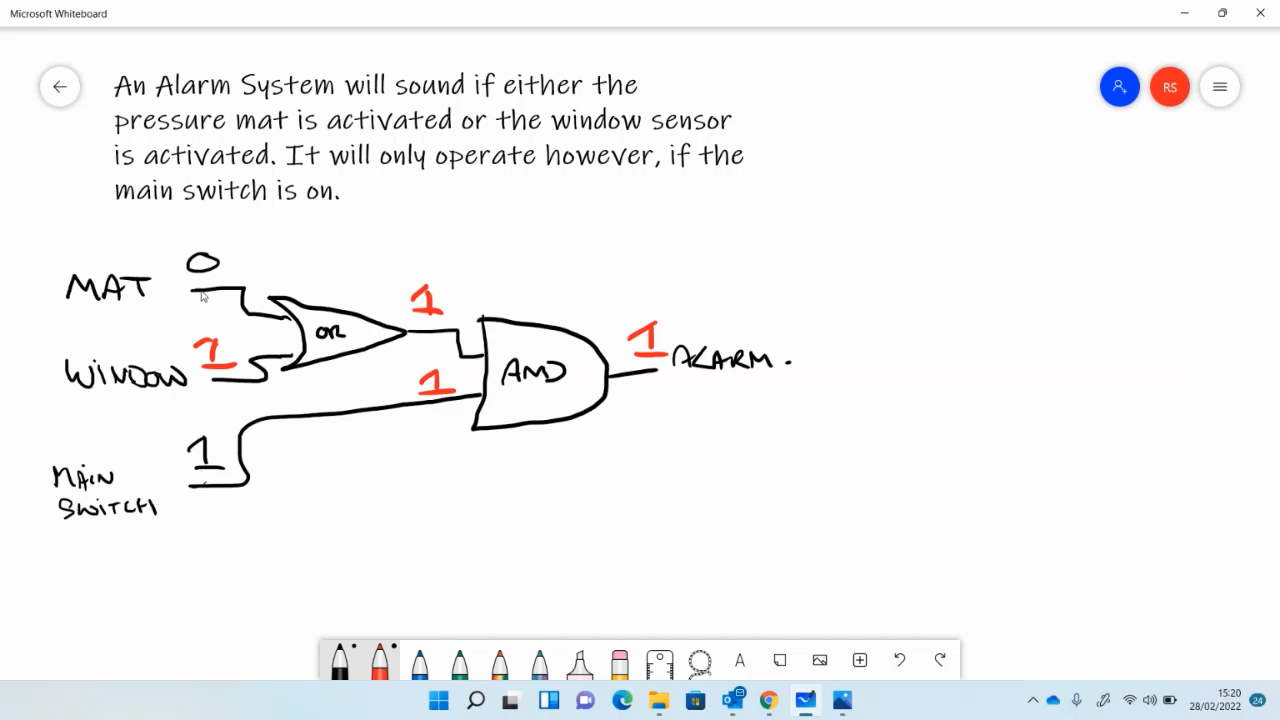 Microsoft Whiteboard
An Alarm System will sound if either the
pressure mat is activated or the window sensor
is activated. It will only operate however, if the
main switch is on.
RS
0
MAT
1
OR
1
WINDOW
1
AND
1
ALARM.
1
MAIN
SWITCH
A
15:20
28/02/2022
24